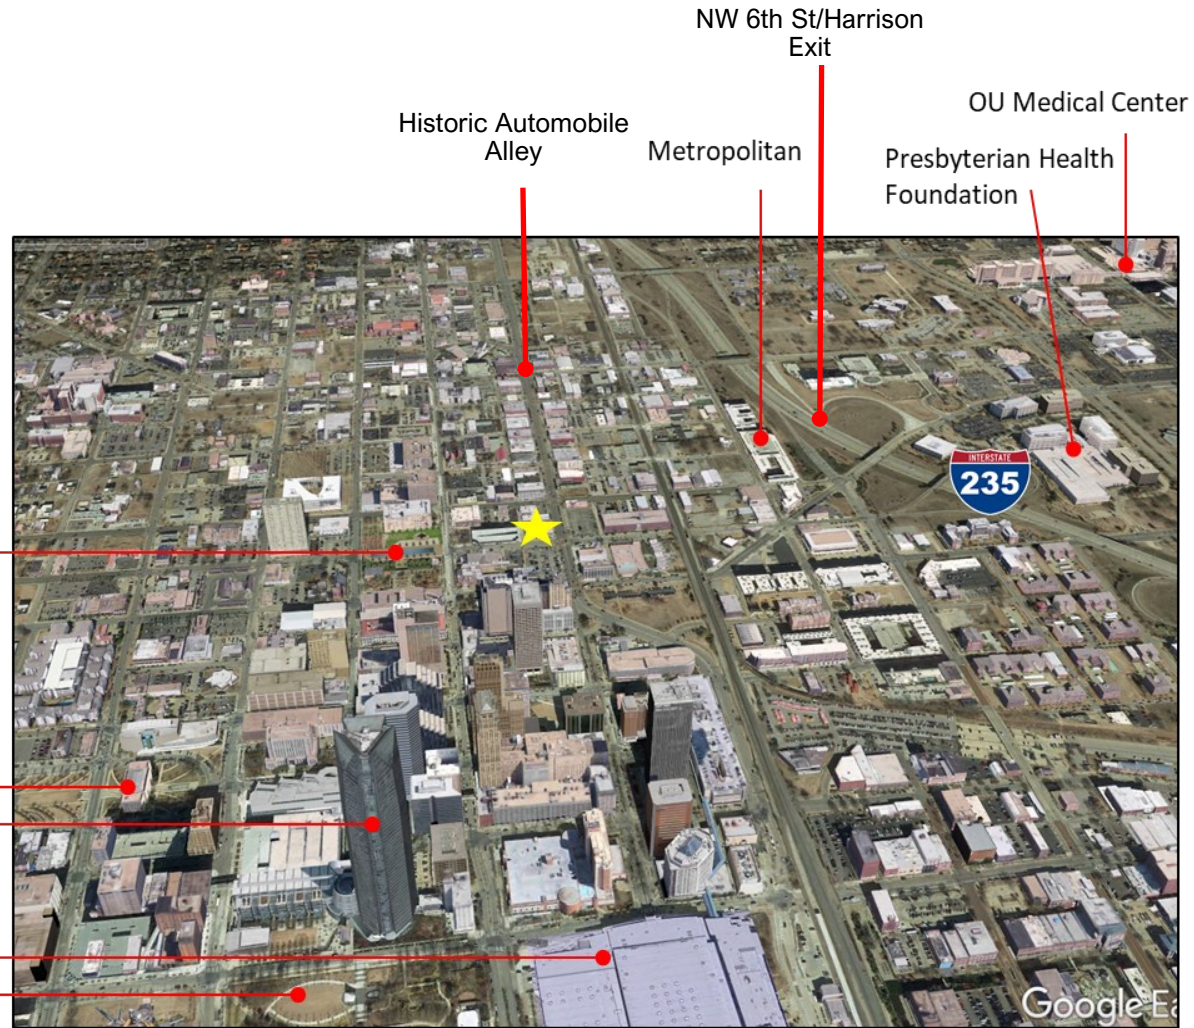 NW 6th St/Harrison
Exit
OU Medical Center
Historic Automobile
Alley
Metropolitan
Presbyterian Health
Foundation
INTERSTATE
235
Google Ea